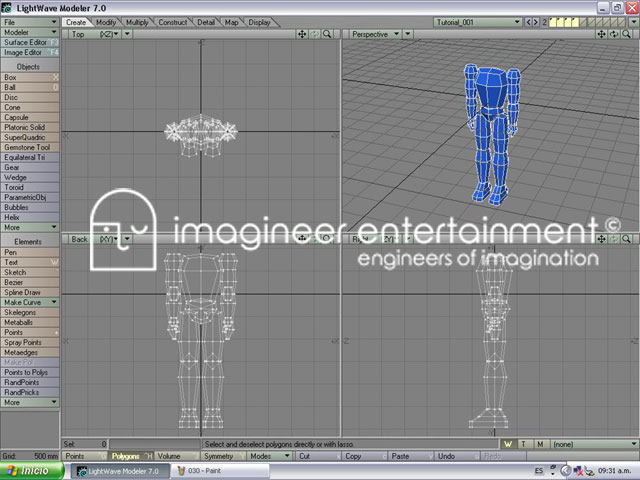 LightWave Modeler 7.0
File
Create Modify Multiply Construct Detail Map Display
Tutorial_001
2
Modeler
Surface Editor
Image Editor
Objects
Box X
Ball O
Disc
Cone
Capsule
Platonic Solid
SuperQuadric
Gemstone Tool
Equilateral Tri
Gear
Wedge
Toroid
ParametricObj
Bubbles
Helix
More
Elements
Pen
Text W
Sketch
Bezier
Spline Draw
Make Curve
Skelegons
Metaballs
Points +
Spray Points
Metaedges
Make Pol
Points to Polys
RandPoints
RandPricks
More
Top (XZ)
Perspective
imagineer entertainment ©
engineers of imagination
Back (XY)
Right
Sel: 0
Select and deselect polygons directly or with lasso.
W T M (none)
Grid: 500 mm
Points Polygons ^H Volume Symmetry Modes Cut Copy Paste Undo Redo
Inicio
LightWave Modeler 7.0
030 - Paint
ES
09:31 a.m.